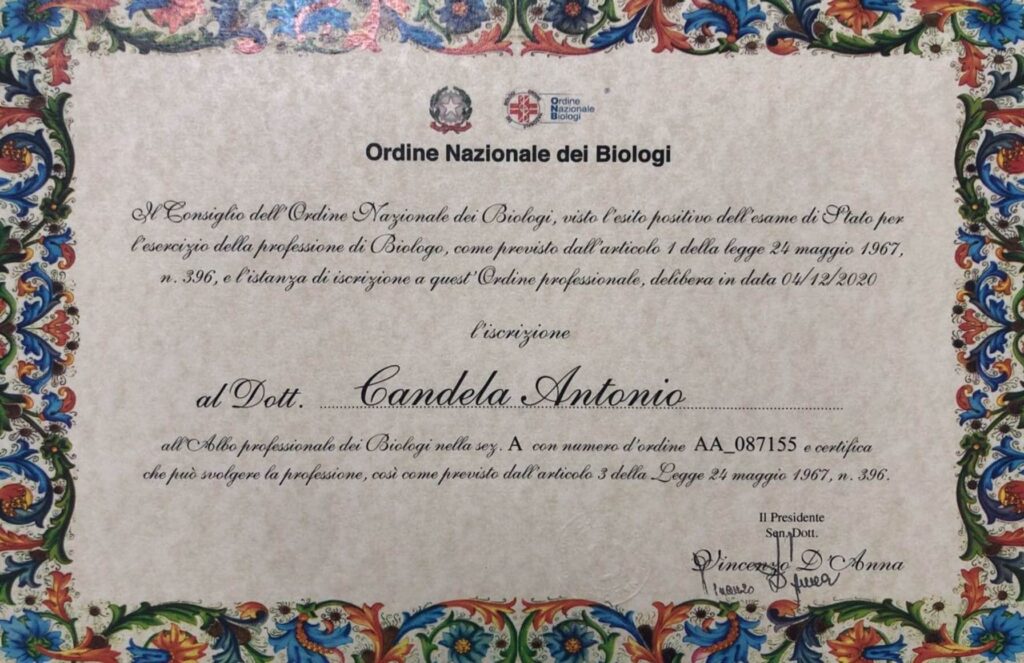 Ordine
Nazionale
Biologi
Ordine Nazionale dei Biologi
Il Consiglio dell'Ordine Nazionale dei Biologi, visto l'esito positivo dell'esame di Stato per
l'esercizio della professione di Biologo, come previsto dall'articolo 1 della legge 24 maggio 1967,
n. 396, e l'istanza di iscrizione a quest'Ordine professionale, delibera in data 04/12/2020
l'iscrizione
al Dott. Candela Antonio
all'Albo professionale dei Biologi nella sez. A con numero d'ordine AA_087155 e certifica
che può svolgere la professione, così come previsto dall'articolo 3 della Legge 24 maggio 1967, n. 396.
Il Presidente
Sen. Dott.
Vincenzo D'Anna